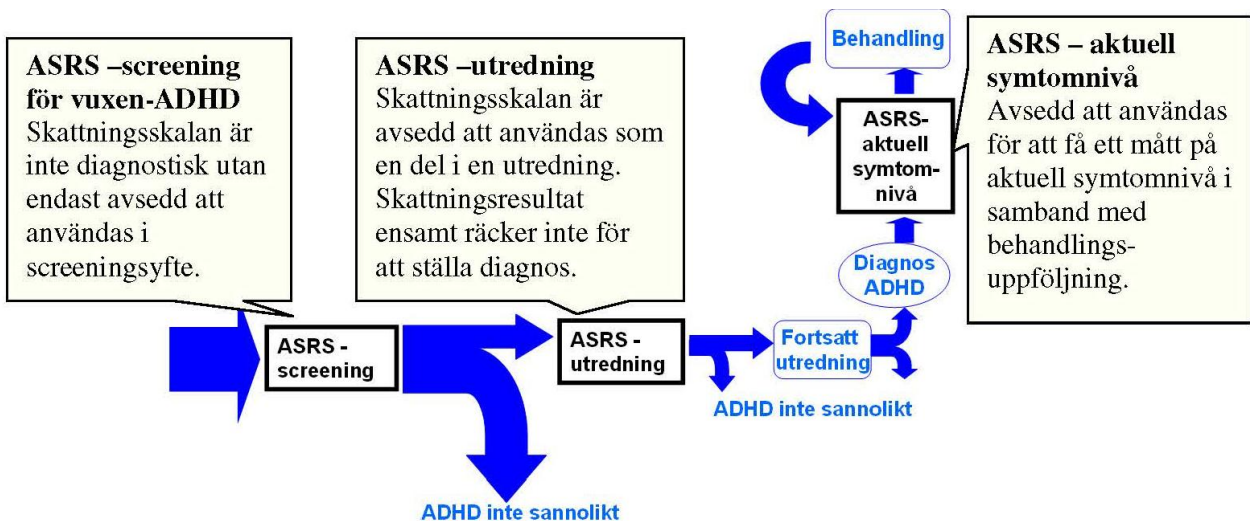 ASRS –screening
för vuxen-ADHD
Skattningsskalan är
inte diagnostisk utan
endast avsedd att
användas i
screeningsyfte.
ASRS –utredning
Skattningsskalan är
avsedd att användas som
en del i en utredning.
Skattningsresultat
ensamt räcker inte för
att ställa diagnos.
Behandling
ASRS-
aktuell
symtom-
nivå
ASRS – aktuell
symtomnivå
Avsedd att användas
för att få ett mått på
aktuell symtomnivå i
samband med
behandlings-
uppföljning.
Diagnos
ADHD
ASRS -
screening
ASRS -
utredning
Fortsatt
utredning
ADHD inte sannolikt
ADHD inte sannolikt